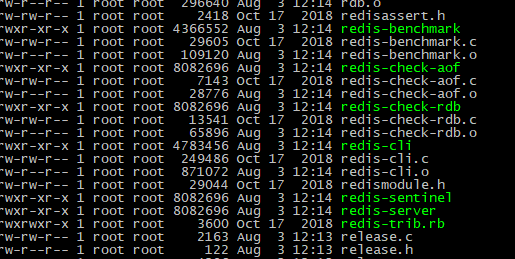 rw-r--r-- 1 root root 296640 Aug 3 12:14 rdb.o
rw-rw-r-- 1 root root 2418 Oct 17 2018 redisassert.h
rwxr-xr-x 1 root root 4366552 Aug 3 12:14 redis-benchmark
rw-rw-r-- 1 root root 29605 Oct 17 2018 redis-benchmark.c
rw-r--r-- 1 root root 109120 Aug 3 12:14 redis-benchmark.o
rwxr-xr-x 1 root root 8082696 Aug 3 12:14 redis-check-aof
rw-rw-r-- 1 root root 7143 Oct 17 2018 redis-check-aof.c
rw-r--r-- 1 root root 28776 Aug 3 12:14 redis-check-aof.o
rwxr-xr-x 1 root root 8082696 Aug 3 12:14 redis-check-rdb
rw-rw-r-- 1 root root 13541 Oct 17 2018 redis-check-rdb.c
rw-r--r-- 1 root root 65896 Aug 3 12:14 redis-check-rdb.o
rwxr-xr-x 1 root root 4783456 Aug 3 12:14 redis-cli
rw-rw-r-- 1 root root 249486 Oct 17 2018 redis-cli.c
rw-r--r-- 1 root root 871072 Aug 3 12:14 redis-cli.o
rw-rw-r-- 1 root root 29044 Oct 17 2018 redismodule.h
rwxr-xr-x 1 root root 8082696 Aug 3 12:14 redis-sentinel
rwxr-xr-x 1 root root 8082696 Aug 3 12:14 redis-server
rwxrwxr-x 1 root root 3600 Oct 17 2018 redis-trib.rb
rw-rw-r-- 1 root root 2163 Aug 3 12:13 release.c
rw-r--r-- 1 root root 122 Aug 3 12:13 release.h